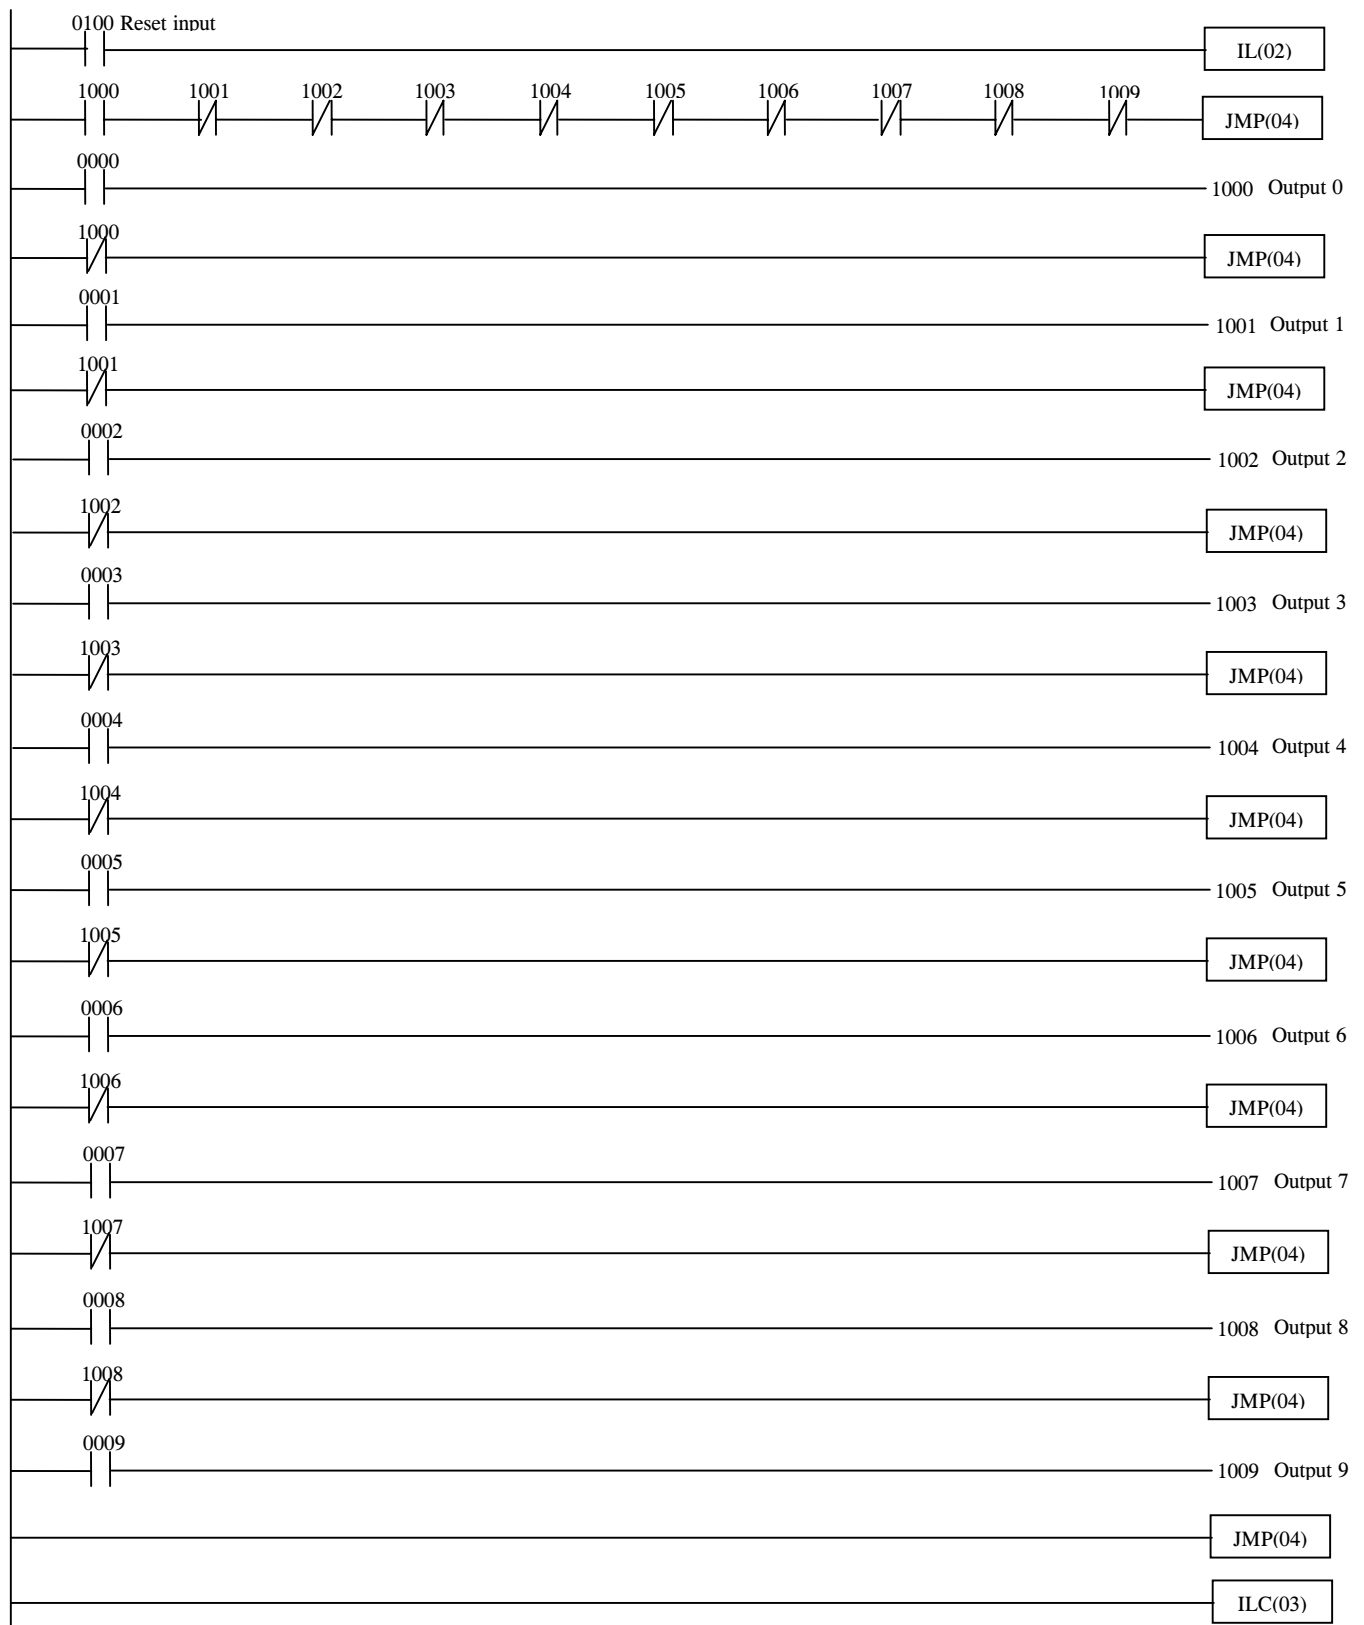 0100 Reset input
IL(02)
1000 1001 1002 1003 1004 1005 1006 1007 1008 1009
JMP(04)
0000
1000 Output 0
1000
JMP(04)
0001
1001 Output 1
1001
JMP(04)
0002
1002 Output 2
1002
JMP(04)
0003
1003 Output 3
1003
JMP(04)
0004
1004 Output 4
1004
JMP(04)
0005
1005 Output 5
1005
JMP(04)
0006
1006 Output 6
1006
JMP(04)
0007
1007 Output 7
1007
JMP(04)
0008
1008 Output 8
1008
JMP(04)
0009
1009 Output 9
JMP(04)
ILC(03)